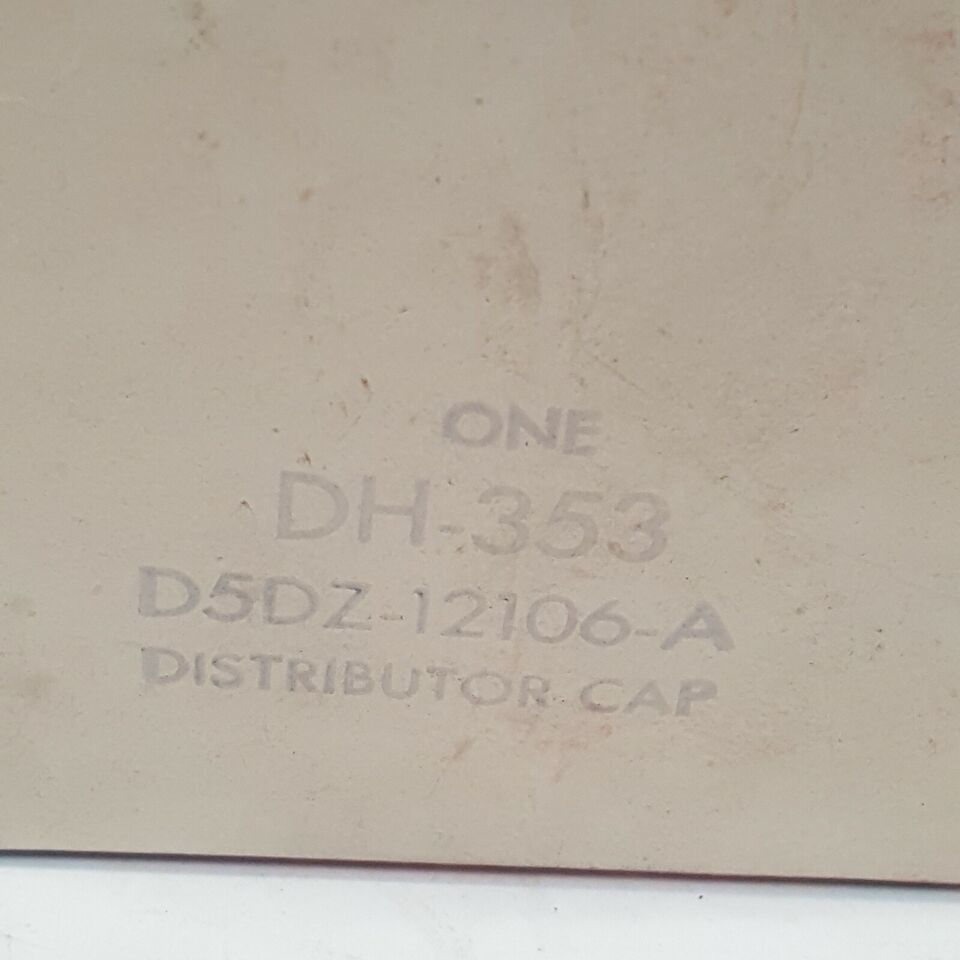 ONE
DH-353
D5DZ-12106-A
DISTRIBUTOR CAP